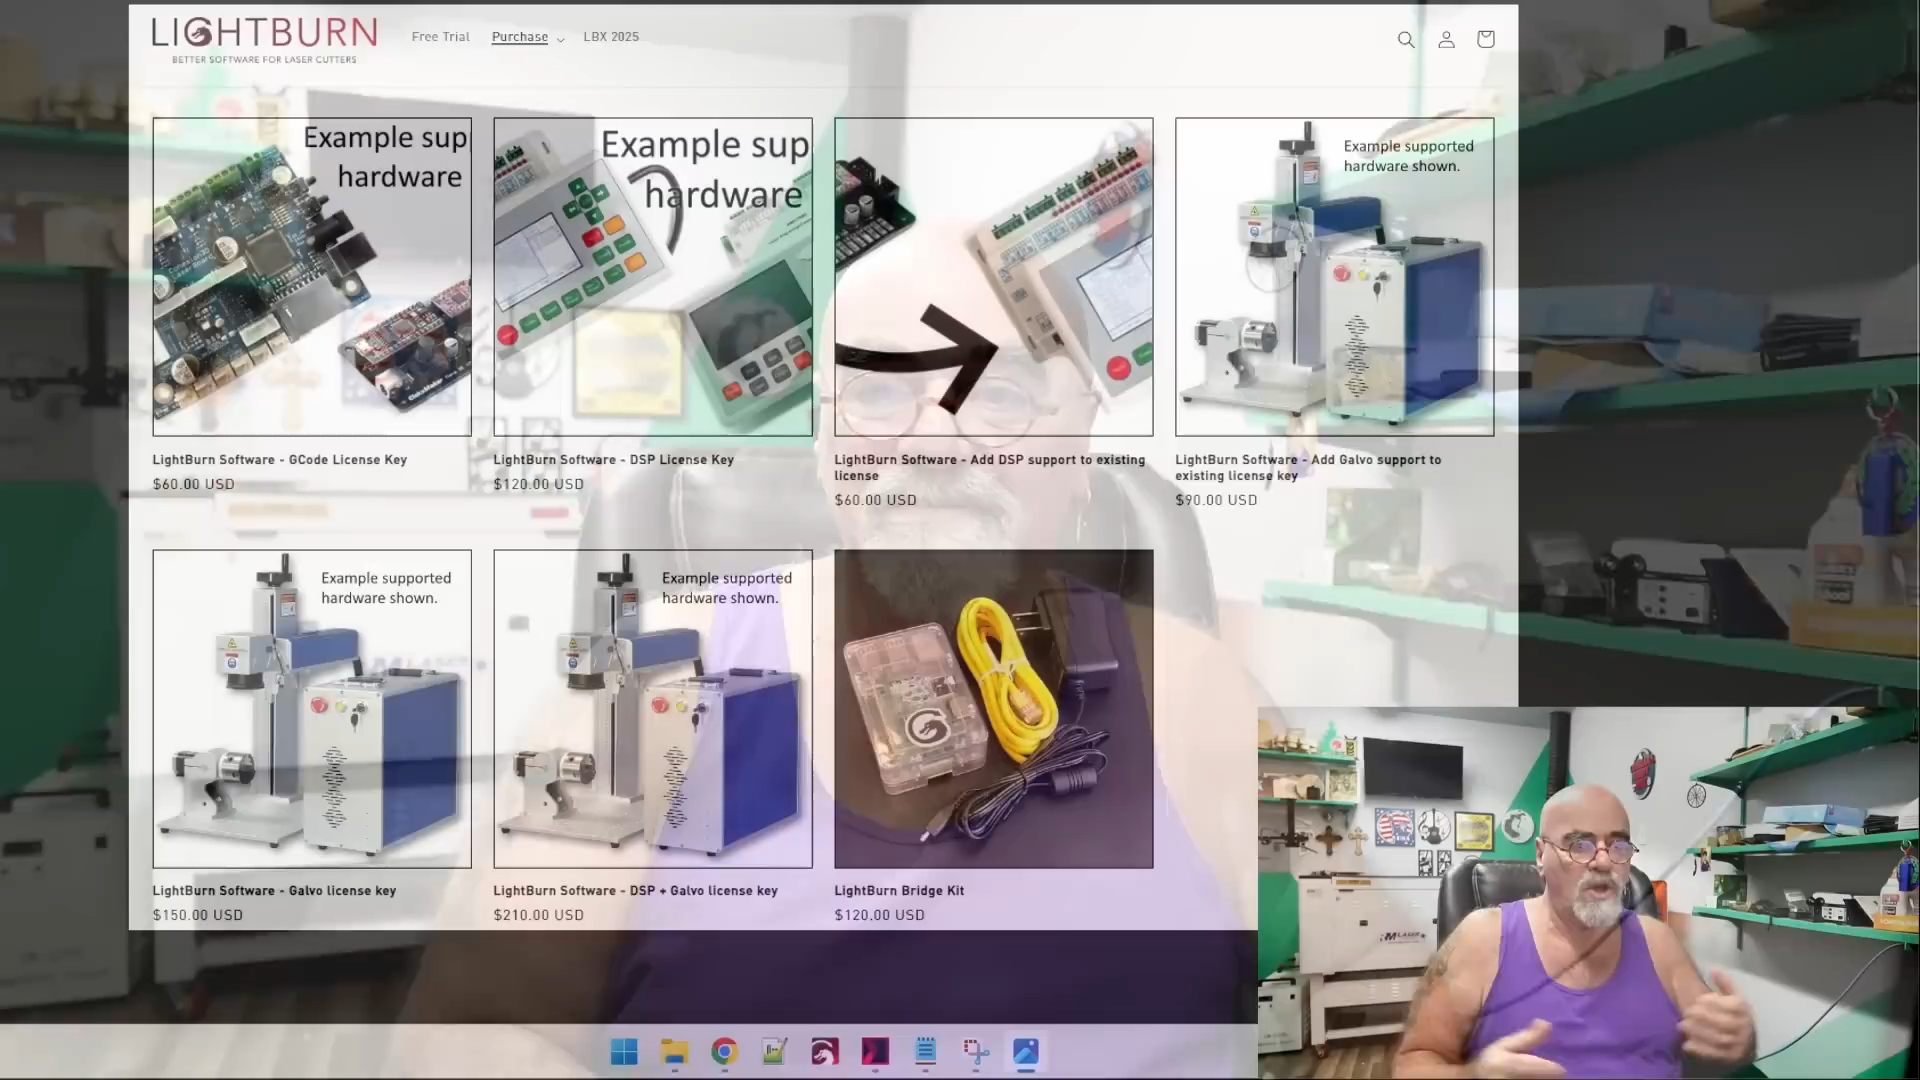 LIGHTBURN
BETTER SOFTWARE FOR LASER CUTTERS
Free Trial
Purchase
LBX 2025
Example sup
hardware
Example sup
hardware
Example supported
hardware shown.
LightBurn Software - GCode License Key
$60.00 USD
LightBurn Software - DSP License Key
$120.00 USD
LightBurn Software - Add DSP support to existing
license
$60.00 USD
LightBurn Software - Add Galvo support to
existing license key
$90.00 USD
Example supported
hardware shown.
Example supported
hardware shown.
LightBurn Software - Galvo license key
$150.00 USD
LightBurn Software - DSP + Galvo license key
$210.00 USD
LightBurn Bridge Kit
$120.00 USD